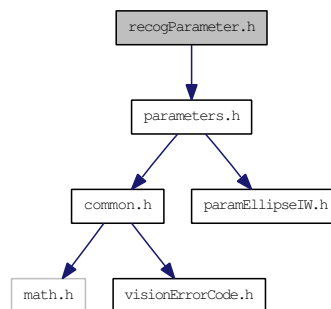 recogParameter.h
parameters.h
common.h
paramEllipseIW.h
math.h
visionErrorCode.h